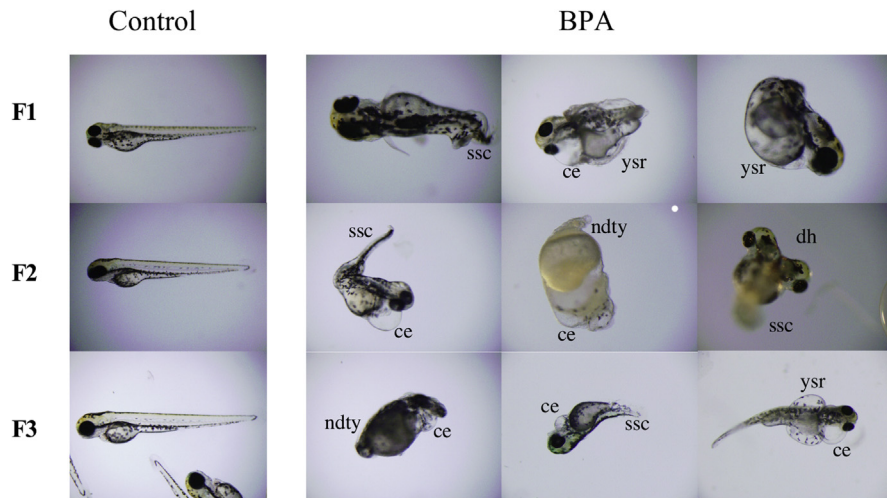 Control BPA
F1
ssc
ce ysr
ysr
F2
ssc
ce
ndty
ce
dh
ssc
F3
ndty
ce
ce
ssc
ysr
ce